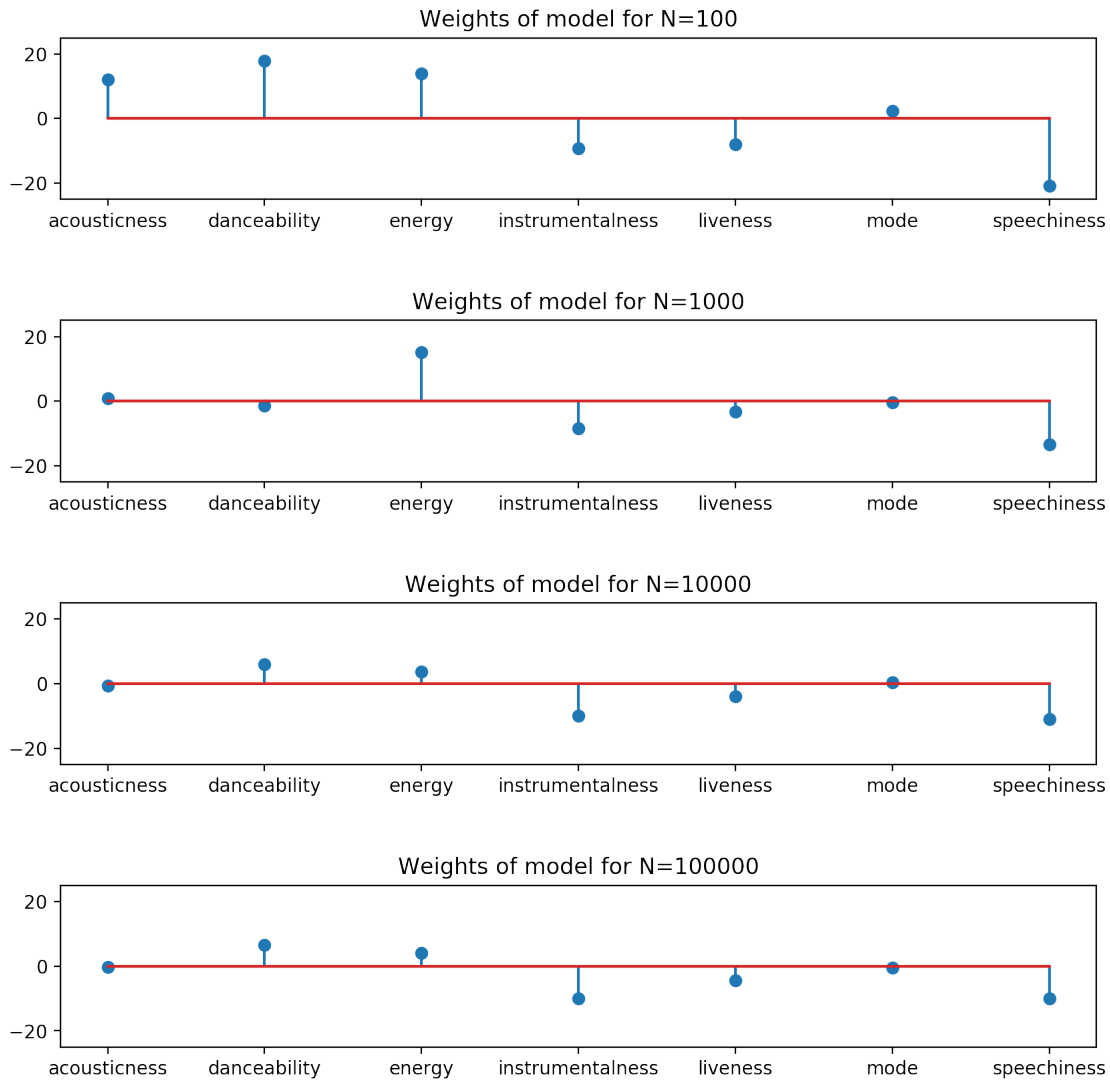 Weights of model for N=100
20
0
−20
acousticness danceability energy instrumentalness liveness mode speechiness
Weights of model for N=1000
20
0
−20
acousticness danceability energy instrumentalness liveness mode speechiness
Weights of model for N=10000
20
0
−20
acousticness danceability energy instrumentalness liveness mode speechiness
Weights of model for N=100000
20
0
−20
acousticness danceability energy instrumentalness liveness mode speechiness